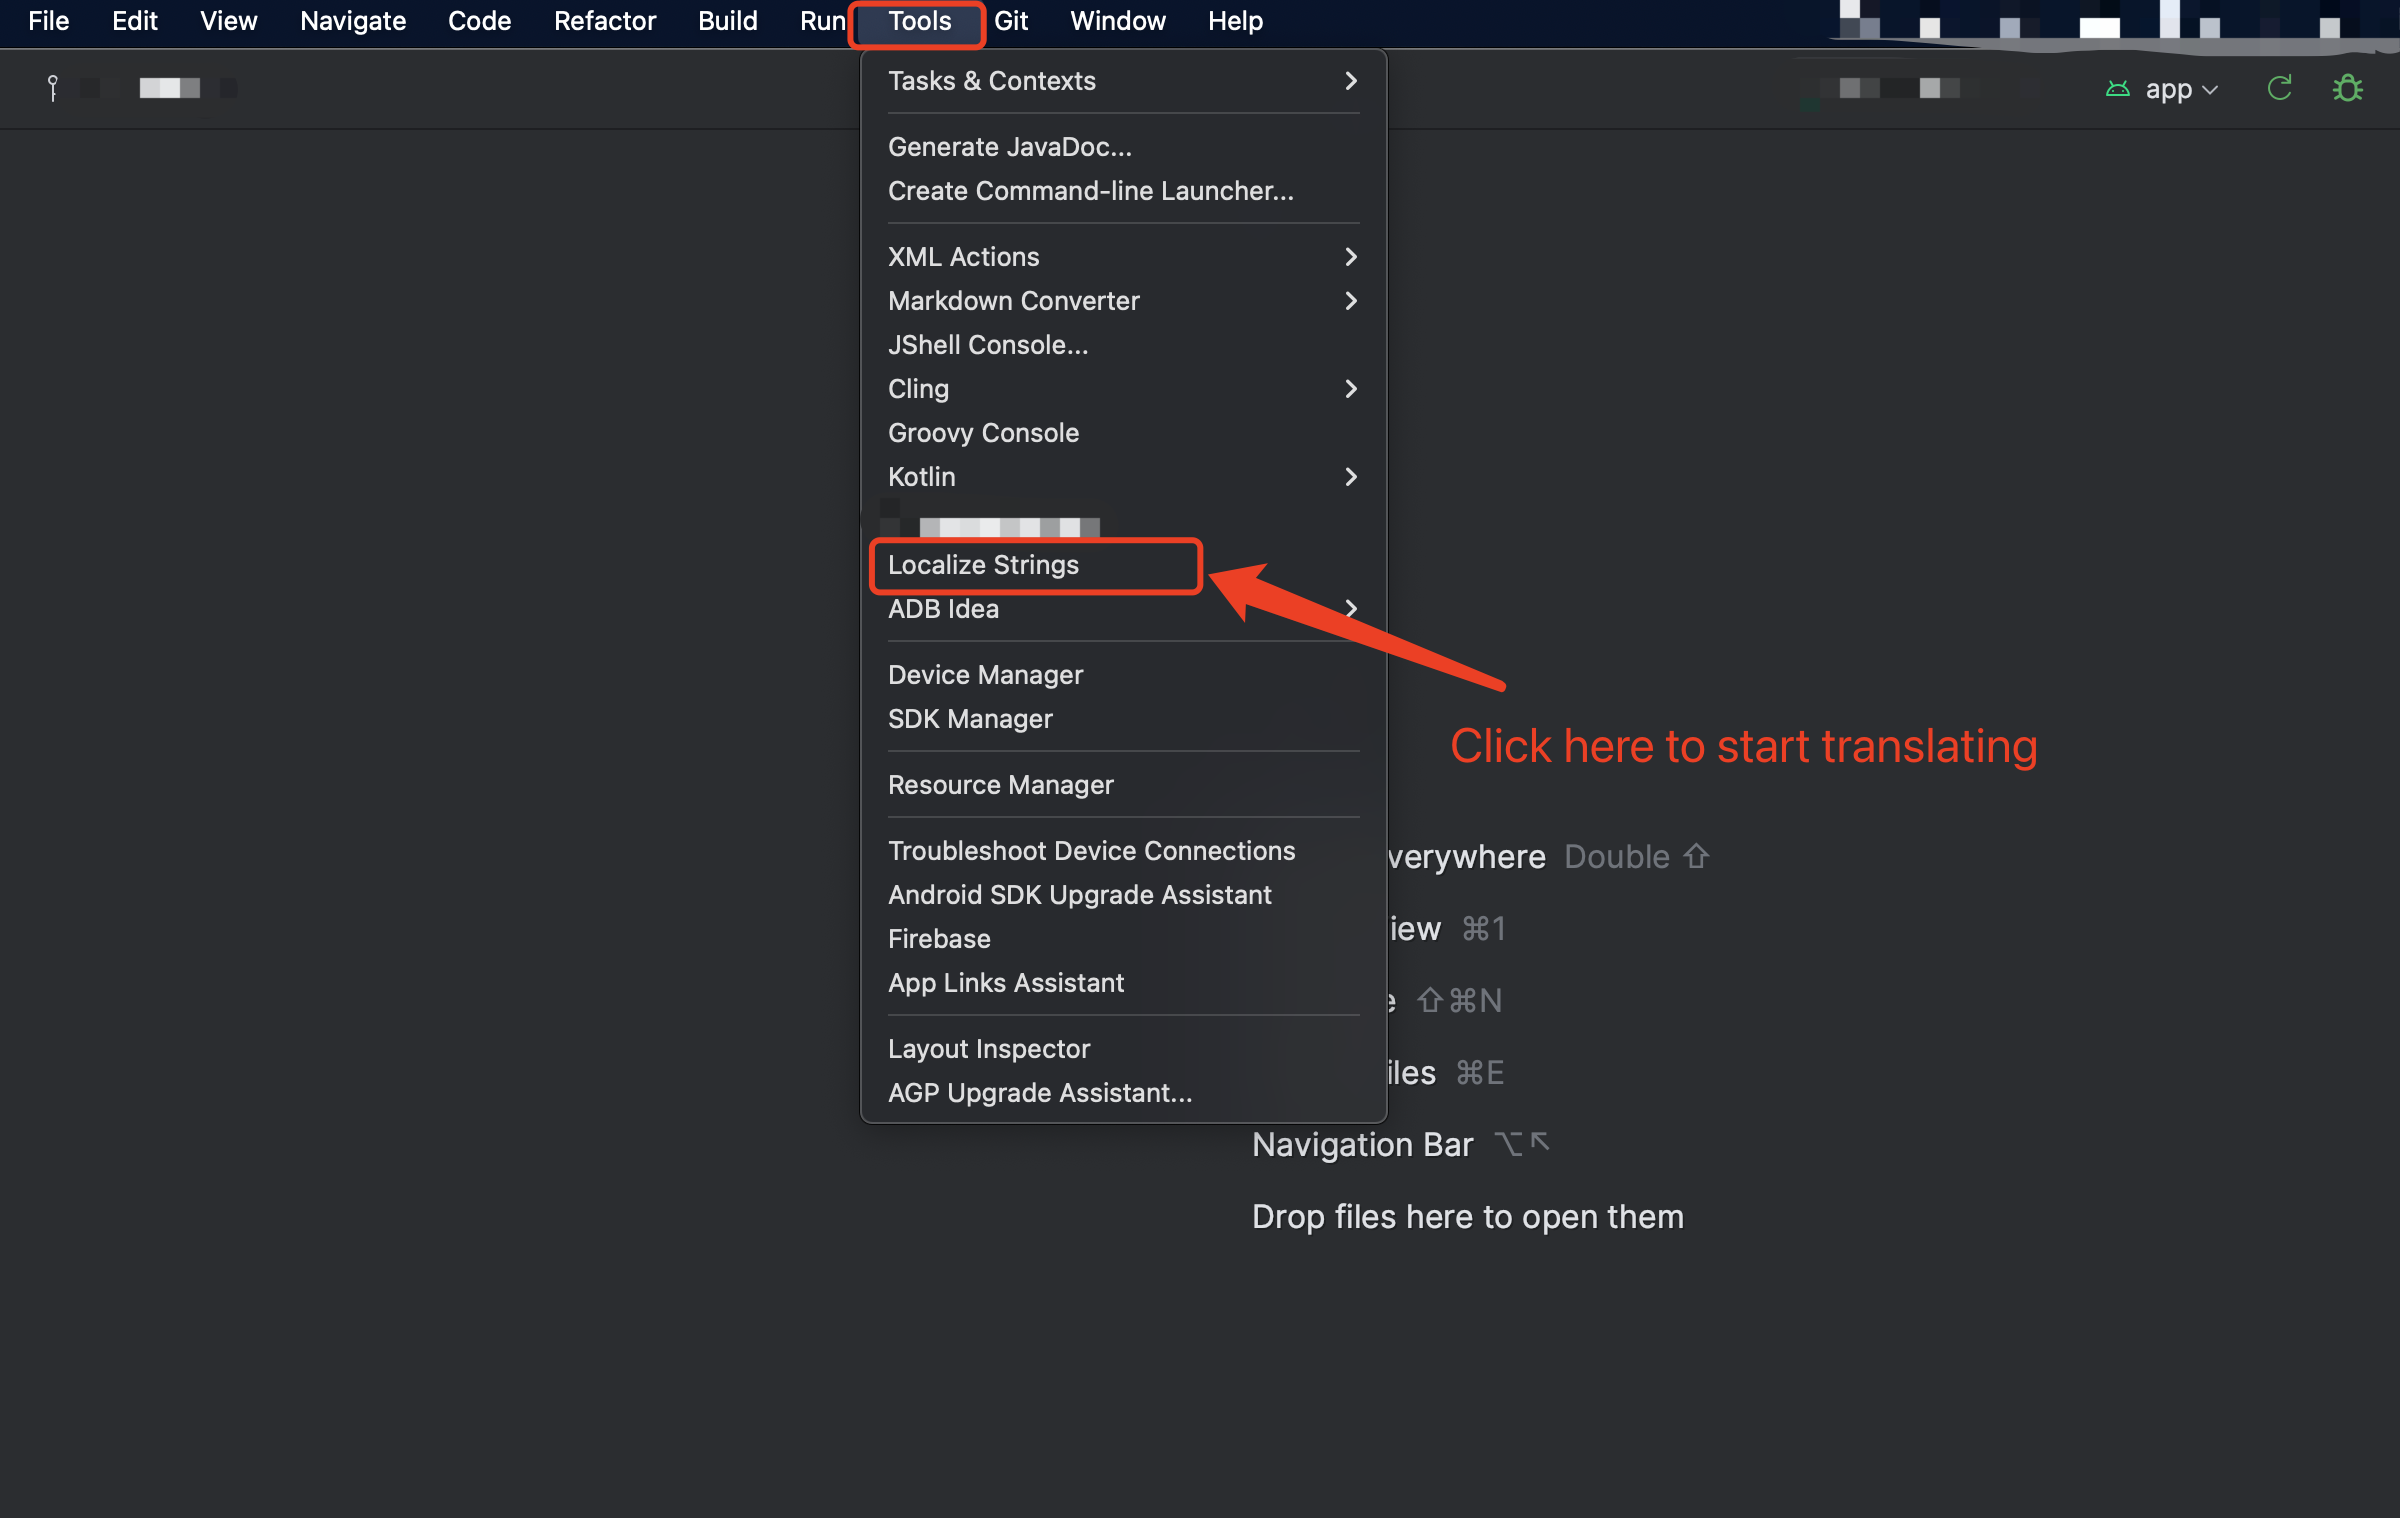 File Edit View Navigate Code Refactor Build Run Tools Git Window Help
app
Tasks & Contexts
Generate JavaDoc...
Create Command-line Launcher...
XML Actions
Markdown Converter
JShell Console...
Cling
Groovy Console
Kotlin
Localize Strings
ADB Idea
Device Manager
SDK Manager
Click here to start translating
Resource Manager
Troubleshoot Device Connections
verywhere Double ⇧
Android SDK Upgrade Assistant
iew ⌘1
Firebase
App Links Assistant
e ⇧⌘N
Layout Inspector
iles ⌘E
AGP Upgrade Assistant...
Navigation Bar ⌥↖
Drop files here to open them